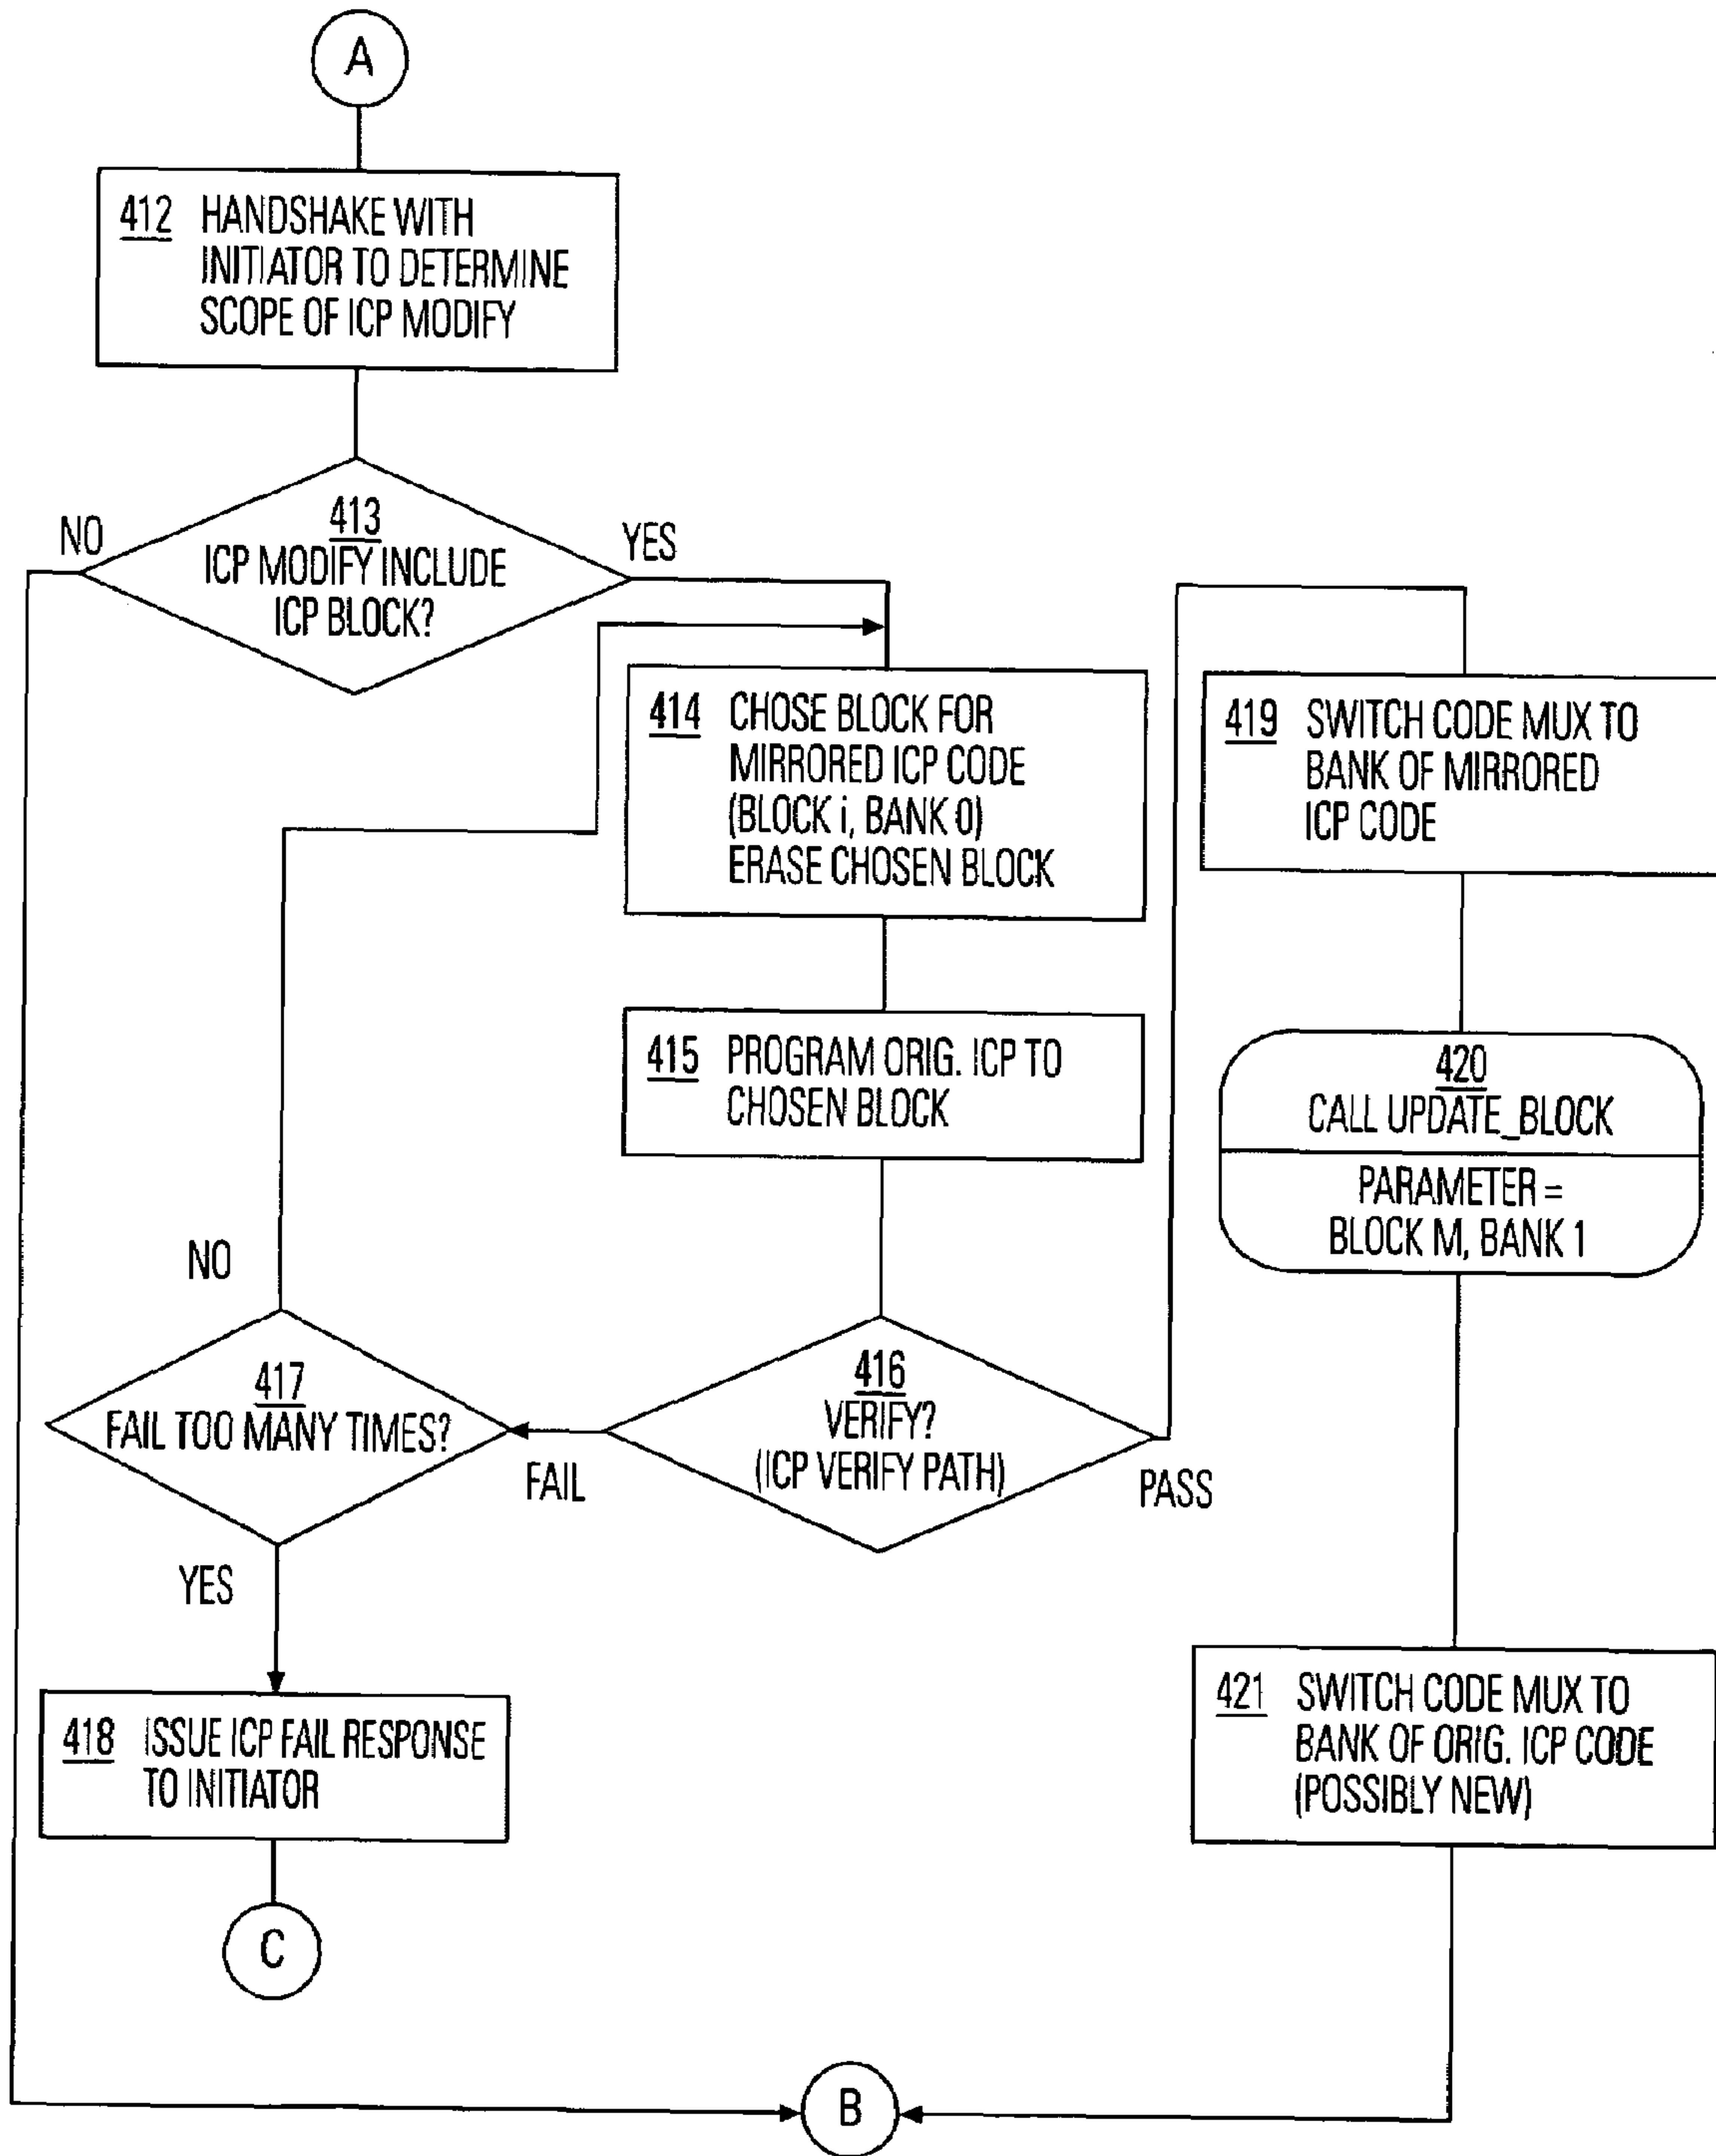 A
412 HANDSHAKE WITH
INITIATOR TO DETERMINE
SCOPE OF ICP MODIFY
413
ICP MODIFY INCLUDE
ICP BLOCK?
NO
YES
414 CHOSE BLOCK FOR
MIRRORED ICP CODE
(BLOCK i, BANK 0)
ERASE CHOSEN BLOCK
415 PROGRAM ORIG. ICP TO
CHOSEN BLOCK
416
VERIFY?
(ICP VERIFY PATH)
FAIL
PASS
417
FAIL TOO MANY TIMES?
NO
YES
418 ISSUE ICP FAIL RESPONSE
TO INITIATOR
C
419 SWITCH CODE MUX TO
BANK OF MIRRORED
ICP CODE
420
CALL UPDATE_BLOCK
PARAMETER =
BLOCK M, BANK 1
421 SWITCH CODE MUX TO
BANK OF ORIG. ICP CODE
(POSSIBLY NEW)
B